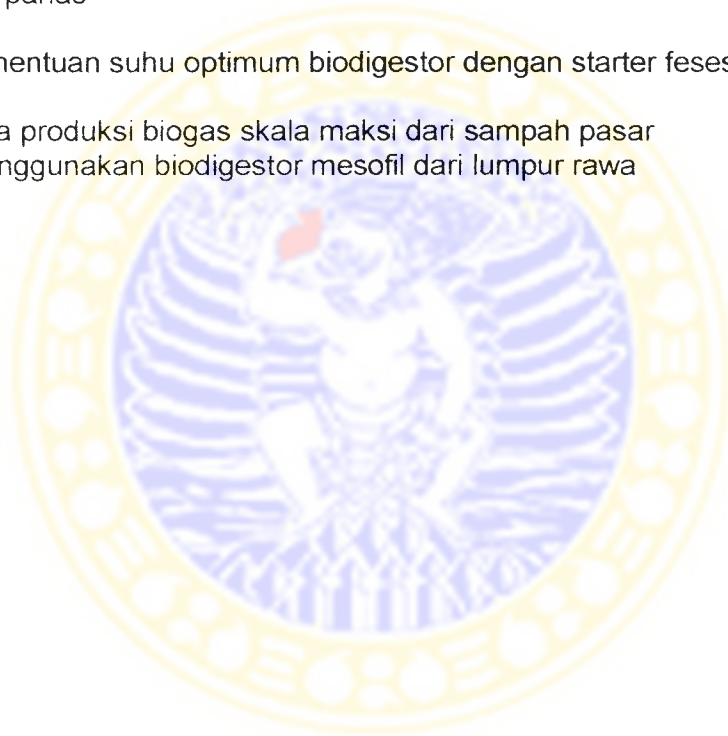 mentuan suhu optimum biodigestor dengan starter feses
a produksi biogas skala maksi dari sampah pasar
nggunakan biodigestor mesofil dari lumpur rawa